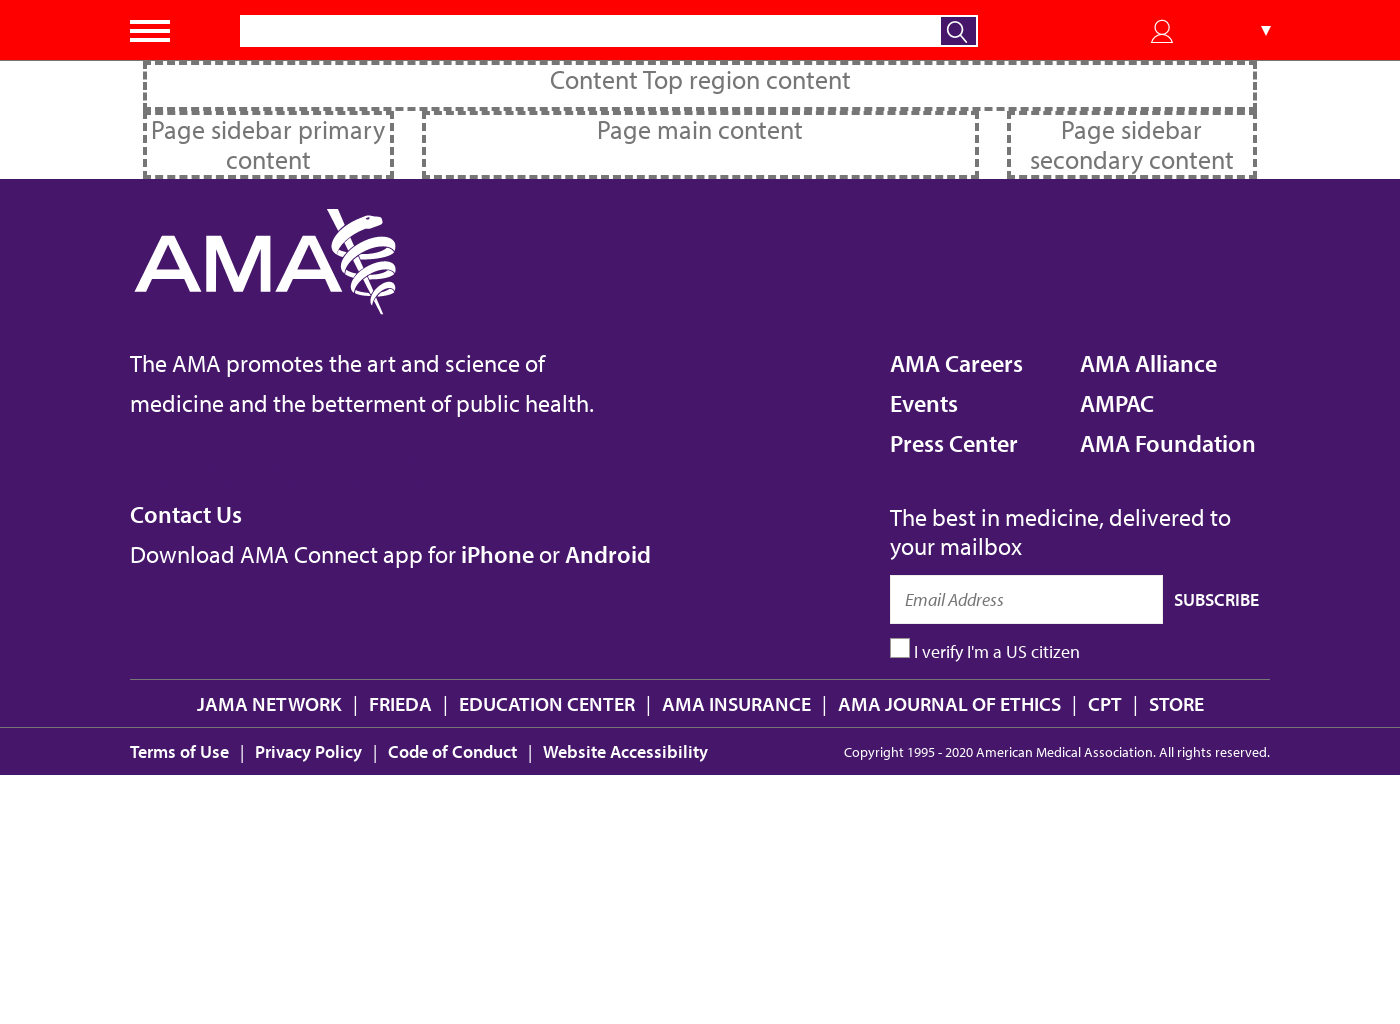 Content Top region content
Page sidebar primary
content
Page main content
Page sidebar
secondary content
AMA
The AMA promotes the art and science of
medicine and the betterment of public health.
AMA Careers
Events
Press Center
AMA Alliance
AMPAC
AMA Foundation
Contact Us
Download AMA Connect app for iPhone or Android
The best in medicine, delivered to
your mailbox
Email Address
SUBSCRIBE
I verify I'm a US citizen
JAMA NETWORK | FRIEDA | EDUCATION CENTER | AMA INSURANCE | AMA JOURNAL OF ETHICS | CPT | STORE
Terms of Use | Privacy Policy | Code of Conduct | Website Accessibility
Copyright 1995 - 2020 American Medical Association. All rights reserved.